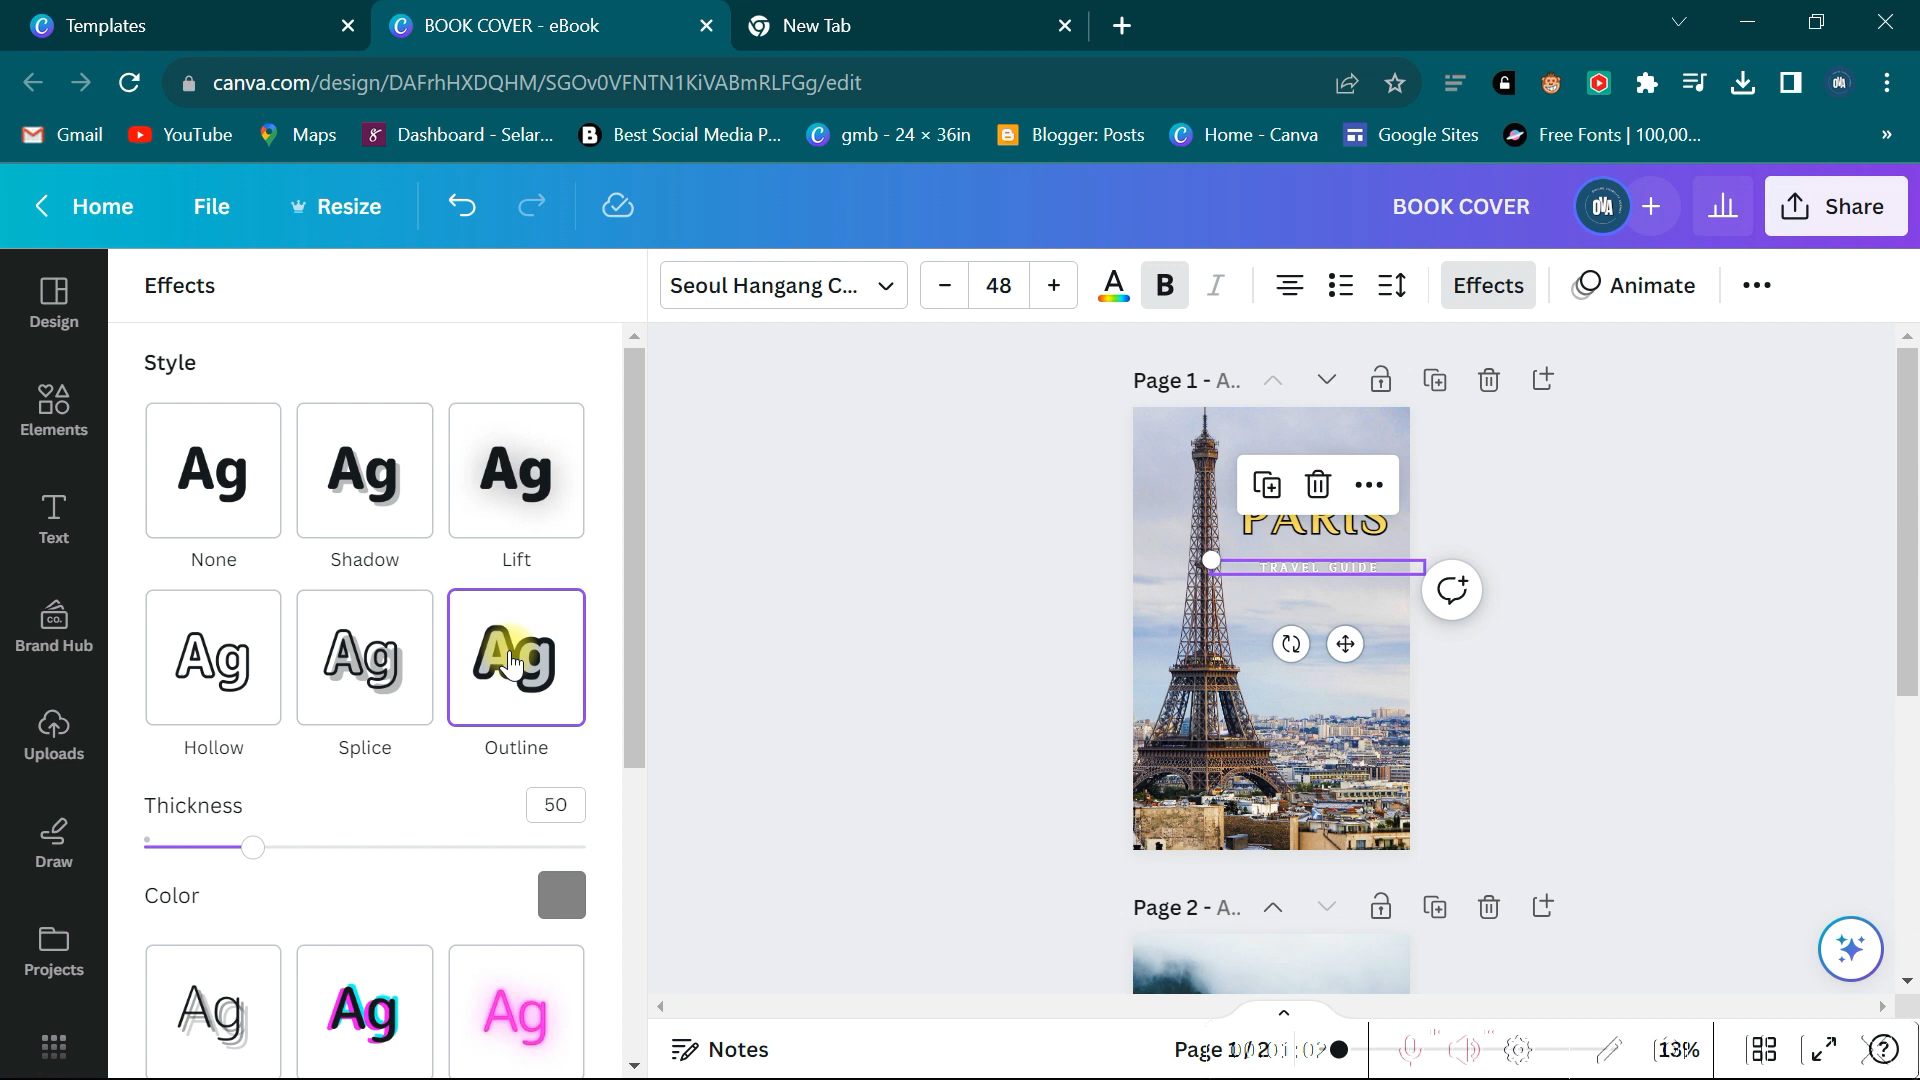 Templates
BOOK COVER - eBook
New Tab
canva.com/design/DAFrhHXDQHM/SGOv0VFNTN1KiVABmRLFGg/edit
Gmail
YouTube
Maps
Dashboard - Selar...
Best Social Media P...
gmb - 24 × 36in
Blogger: Posts
Home - Canva
Google Sites
Free Fonts | 100,00...
»
Home
File
Resize
BOOK COVER
OVA
Share
Design
Elements
Text
Brand Hub
Uploads
Draw
Projects
Effects
Style
Ag
None
Ag
Shadow
Ag
Lift
Ag
Hollow
Ag
Splice
Ag
Outline
Thickness
50
Color
Ag
Ag
Ag
Seoul Hangang C...
48
A
B
I
Effects
Animate
Page 1 - A..
PARIS
TRAVEL GUIDE
Page 2 - A..
Notes
Page 1 / 2
13%